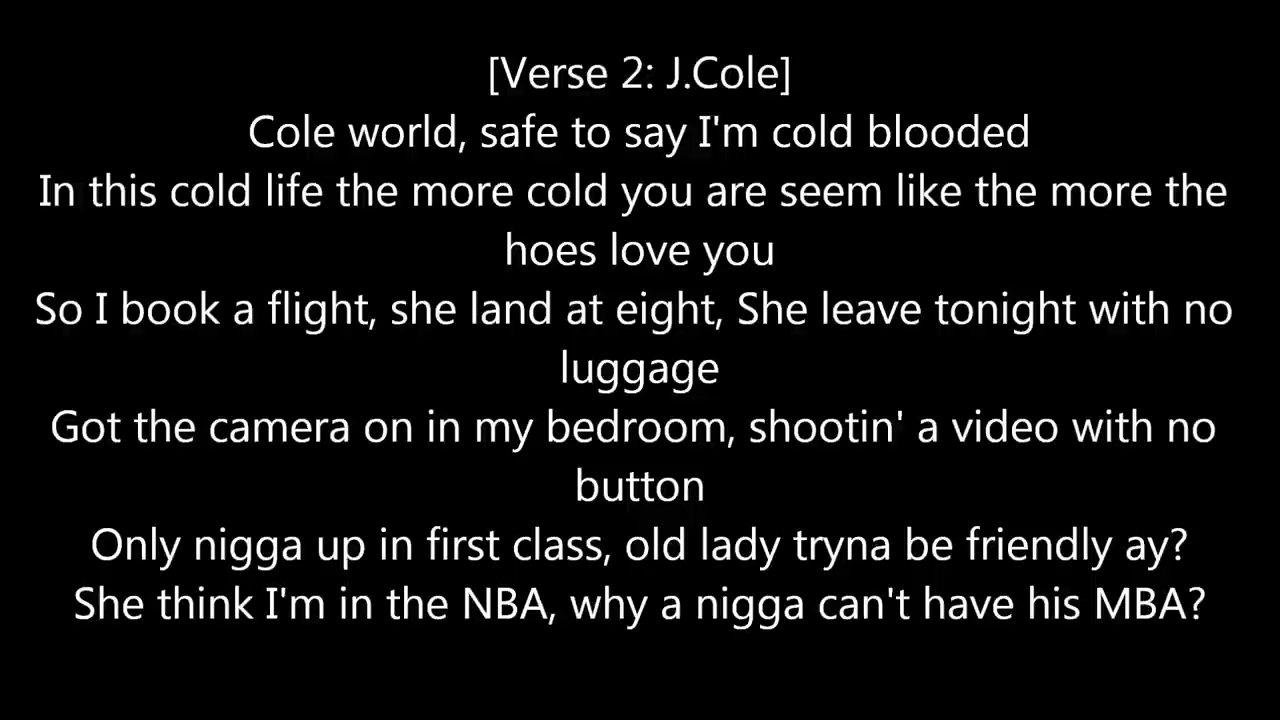 [Verse 2: J.Cole]
Cole world, safe to say I'm cold blooded
In this cold life the more cold you are seem like the more the
hoes love you
So I book a flight, she land at eight, She leave tonight with no
luggage
Got the camera on in my bedroom, shootin' a video with no
button
Only nigga up in first class, old lady tryna be friendly ay?
She think I'm in the NBA, why a nigga can't have his MBA?